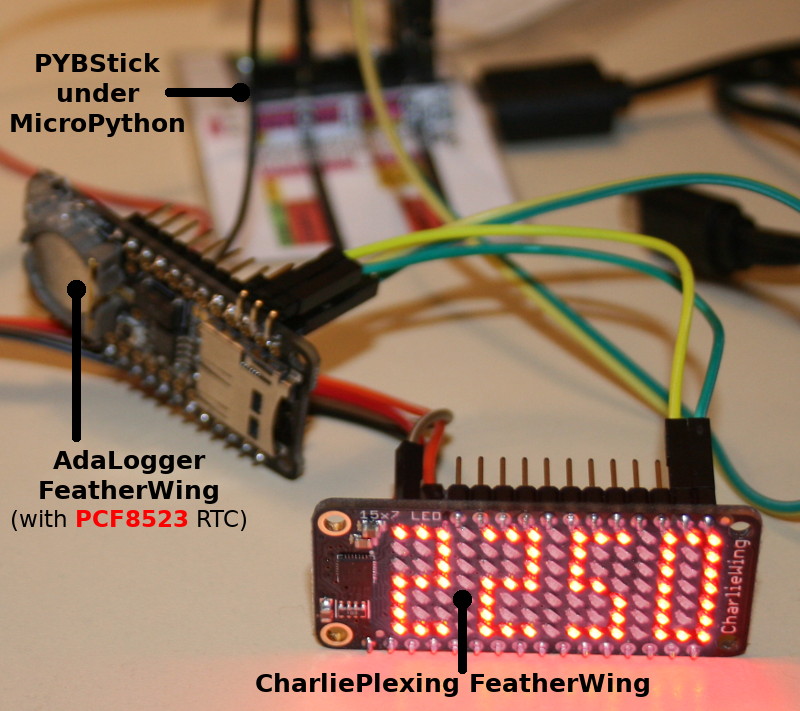 PYBStick
under
MicroPython
AdaLogger
FeatherWing
(with PCF8523 RTC)
15x7 LED
CharlieWing
CharliePlexing FeatherWing